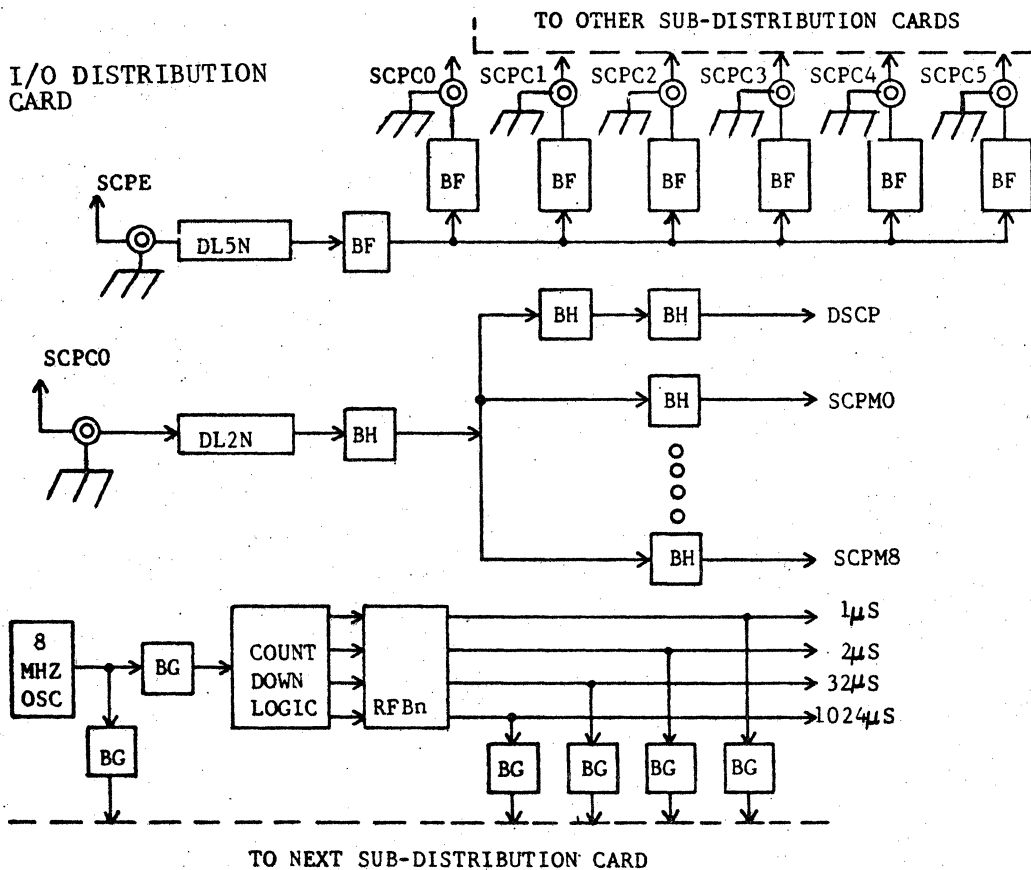 TO OTHER SUB-DISTRIBUTION CARDS
I/O DISTRIBUTION
CARD
SCPC0 SCPC1 SCPC2 SCPC3 SCPC4 SCPC5
BF BF BF BF BF BF
SCPE
DL5N BF
BH BH DSCP
SCPC0
BH SCPM0
DL2N BH
BH SCPM8
8
MHZ
OSC
BG
COUNT
DOWN
LOGIC
RFBn
1µS
2µS
32µS
1024µS
BG BG BG BG BG
TO NEXT SUB-DISTRIBUTION CARD